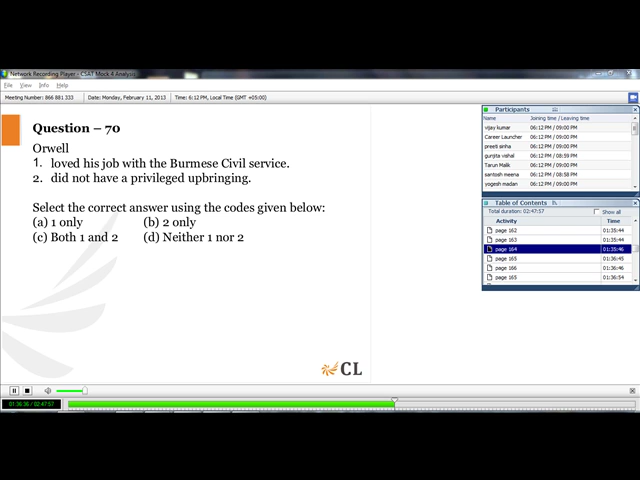 Network Recording Player - CSAT Mock 4 Analysis
File View Info Help
Meeting Number: 866 881 333 Date: Monday, February 11, 2013 Time: 6:12 PM, Local Time (GMT +05:00)
Question – 70
Orwell
1. loved his job with the Burmese Civil service.
2. did not have a privileged upbringing.
Select the correct answer using the codes given below:
(a) 1 only (b) 2 only
(c) Both 1 and 2 (d) Neither 1 nor 2
CL
Participants
Name Joining time / Leaving time
vijay kumar 06:12 PM / 09:00 PM
Career Launcher 06:12 PM / 09:00 PM
preeti sinha 06:12 PM / 09:00 PM
gunjita vishal 06:12 PM / 08:59 PM
Tarun Malik 06:12 PM / 09:00 PM
santosh meena 06:12 PM / 08:58 PM
yogesh madan 06:12 PM / 09:00 PM
Table of Contents
Total duration: 02:47:57 Show all
Activity Time
page 162 01:35:44
page 163 01:35:44
page 164 01:35:46
page 165 01:36:45
page 166 01:36:46
page 165 01:36:54
01:36:36 / 02:47:57